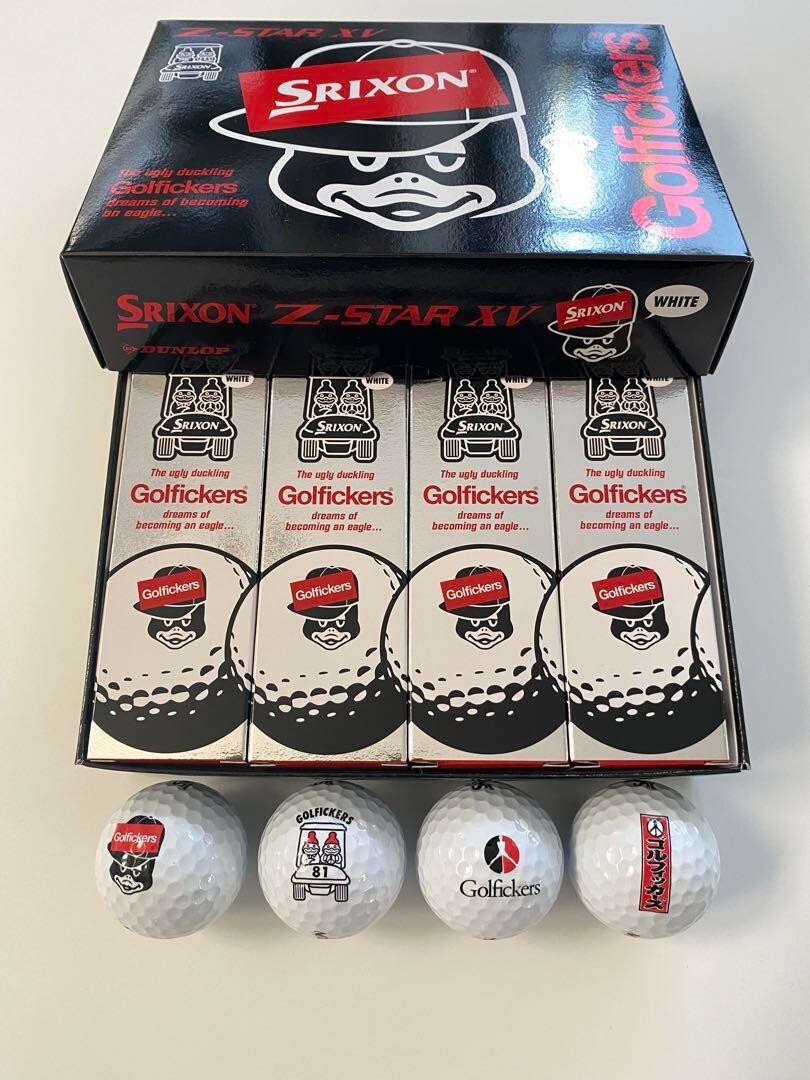 Z-STAR XV
SRIXON
SRIXON®
Golfickers
The ugly duckling
Golfickers
dreams of becoming
an eagle...
SRIXON® Z-STAR XV
SRIXON
WHITE
DUNLOP
WHITE
WHITE
WHITE
WHITE
SRIXON
SRIXON
SRIXON
SRIXON
The ugly duckling
Golfickers®
dreams of
becoming an eagle...
The ugly duckling
Golfickers®
dreams of
becoming an eagle...
The ugly duckling
Golfickers®
dreams of
becoming an eagle...
The ugly duckling
Golfickers®
dreams of
becoming an eagle...
Golfickers
Golfickers
Golfickers
Golfickers
Golfickers
GOLFICKERS
81
Golfickers
ゴルフィッカーズ